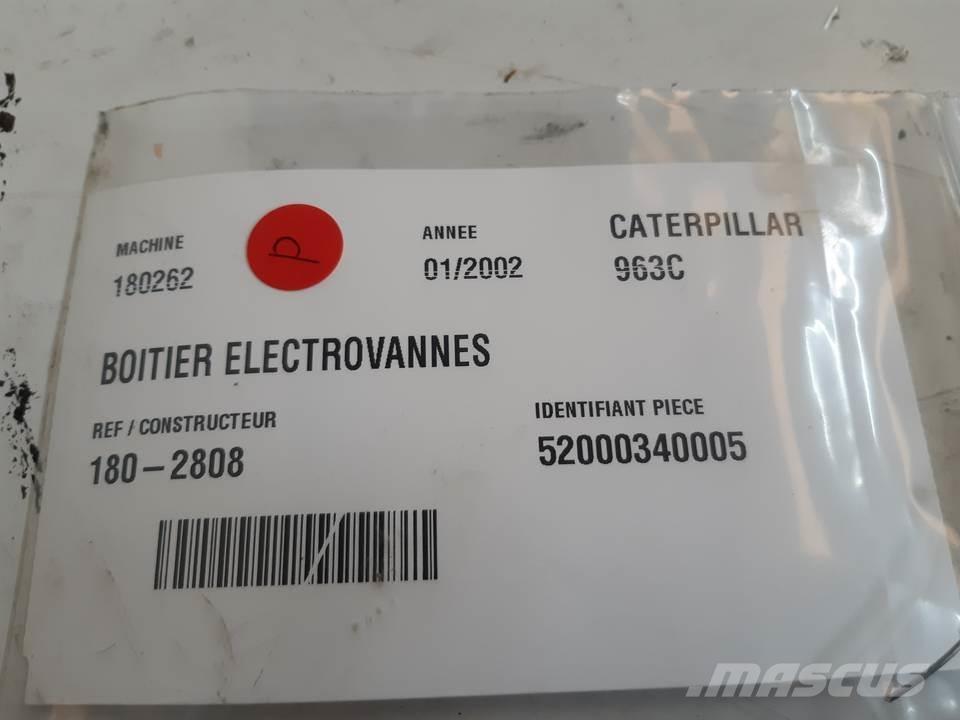 MACHINE
180262
P
ANNEE
01/2002
CATERPILLAR
963C
BOITIER ELECTROVANNES
REF / CONSTRUCTEUR
180-2808
IDENTIFIANT PIECE
52000340005
MASCUS